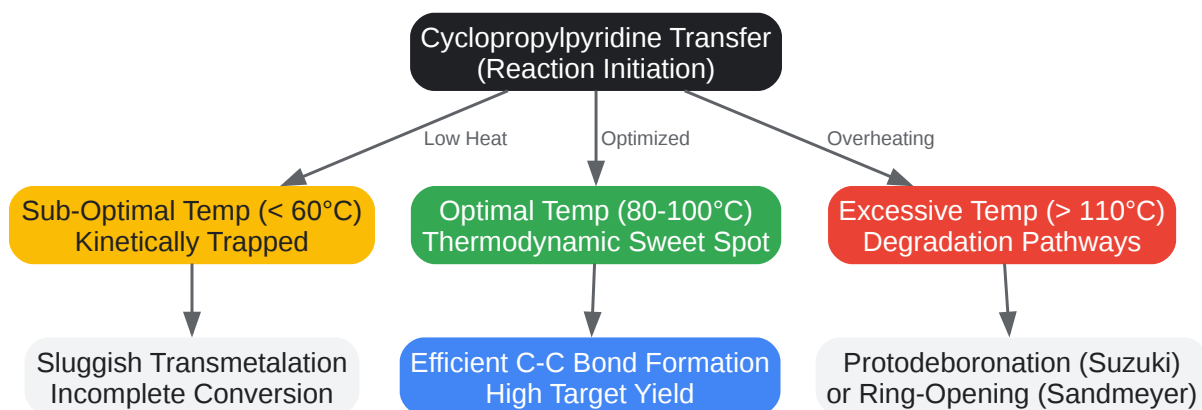 Cyclopropylpyridine Transfer
(Reaction Initiation)
Low Heat
Optimized
Overheating
Sub-Optimal Temp (< 60°C)
Kinetically Trapped
Optimal Temp (80-100°C)
Thermodynamic Sweet Spot
Excessive Temp (> 110°C)
Degradation Pathways
Sluggish Transmetalation
Incomplete Conversion
Efficient C-C Bond Formation
High Target Yield
Protodeboronation (Suzuki)
or Ring-Opening (Sandmeyer)